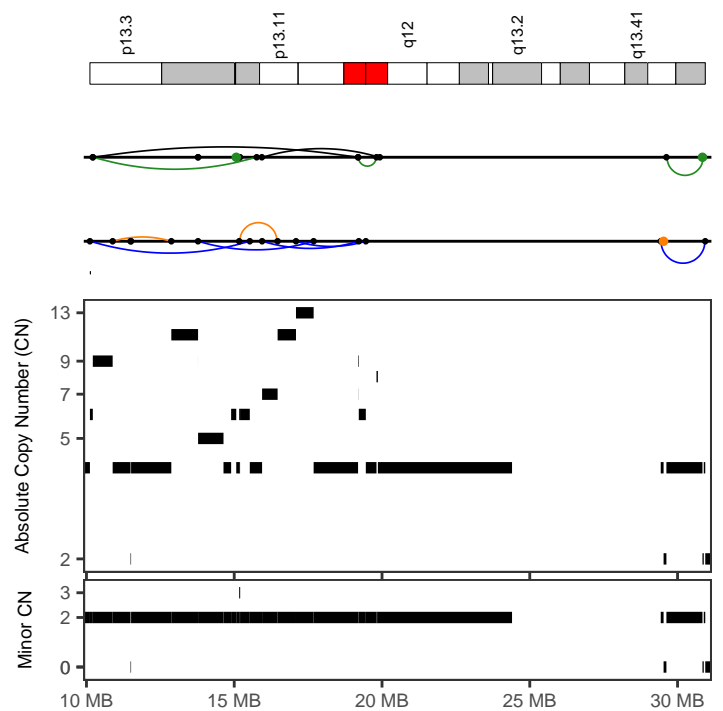 p13.3
p13.11
q12
q13.2
q13.41
Absolute Copy Number (CN)
13
9
7
5
2
Minor CN
3
2
0
10 MB
15 MB
20 MB
25 MB
30 MB